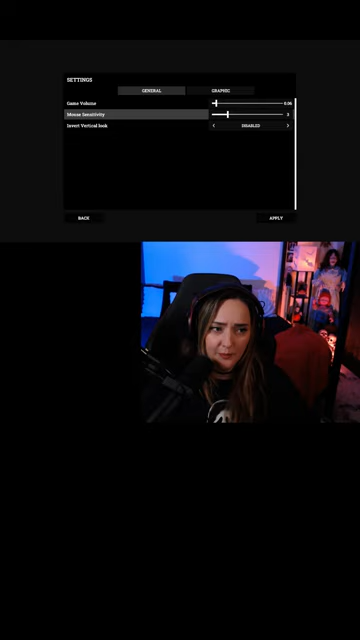 SETTINGS
GENERAL GRAPHIC
Game Volume 0.06
Mouse Sensitivity 3
Invert Vertical look DISABLED
BACK APPLY